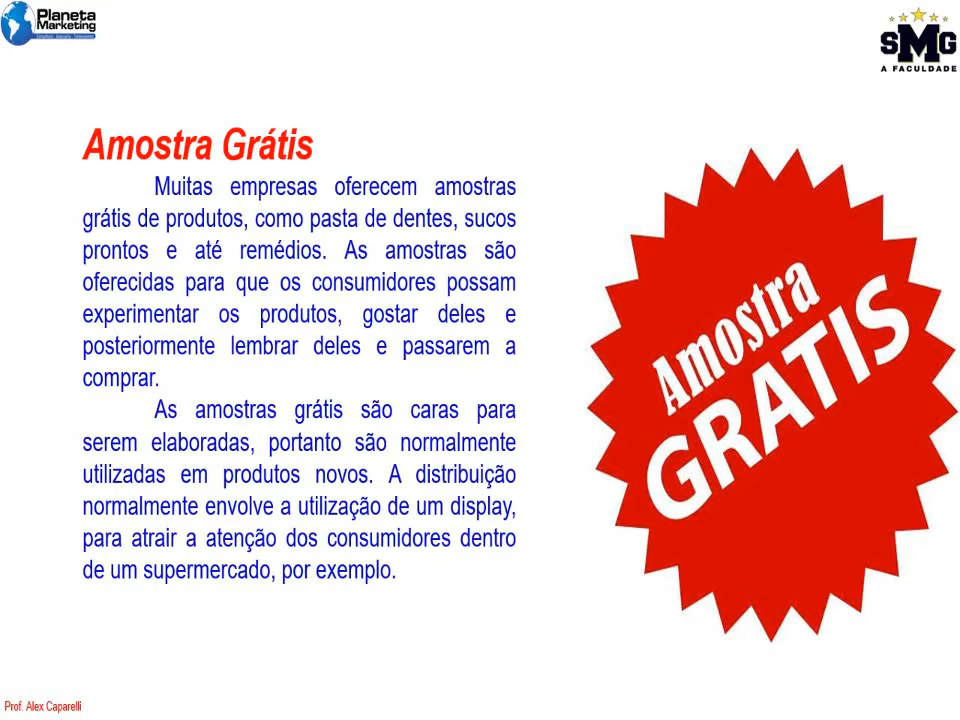 Planeta
Marketing
SMG
A FACULDADE
Amostra Grátis
Muitas empresas oferecem amostras
grátis de produtos, como pasta de dentes, sucos
prontos e até remédios. As amostras são
oferecidas para que os consumidores possam
experimentar os produtos, gostar deles e
posteriormente lembrar deles e passarem a
comprar.
As amostras grátis são caras para
serem elaboradas, portanto são normalmente
utilizadas em produtos novos. A distribuição
normalmente envolve a utilização de um display,
para atrair a atenção dos consumidores dentro
de um supermercado, por exemplo.
Amostra
GRATIS
Prof. Alex Caparelli